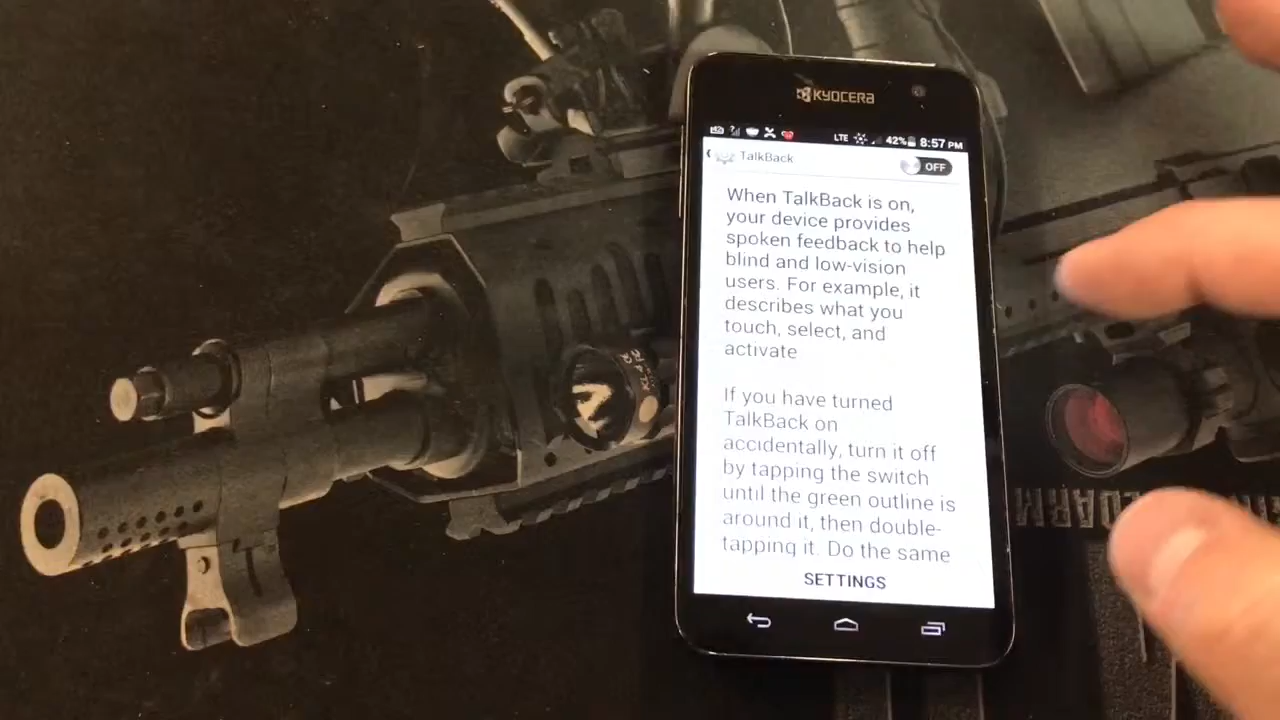 KYOCERA
LTE 42% 8:57 PM
TalkBack
OFF
When TalkBack is on,
your device provides
spoken feedback to help
blind and low-vision
users. For example, it
describes what you
touch, select, and
activate
If you have turned
TalkBack on
accidentally, turn it off
by tapping the switch
until the green outline is
around it, then double-
tapping it. Do the same
SETTINGS